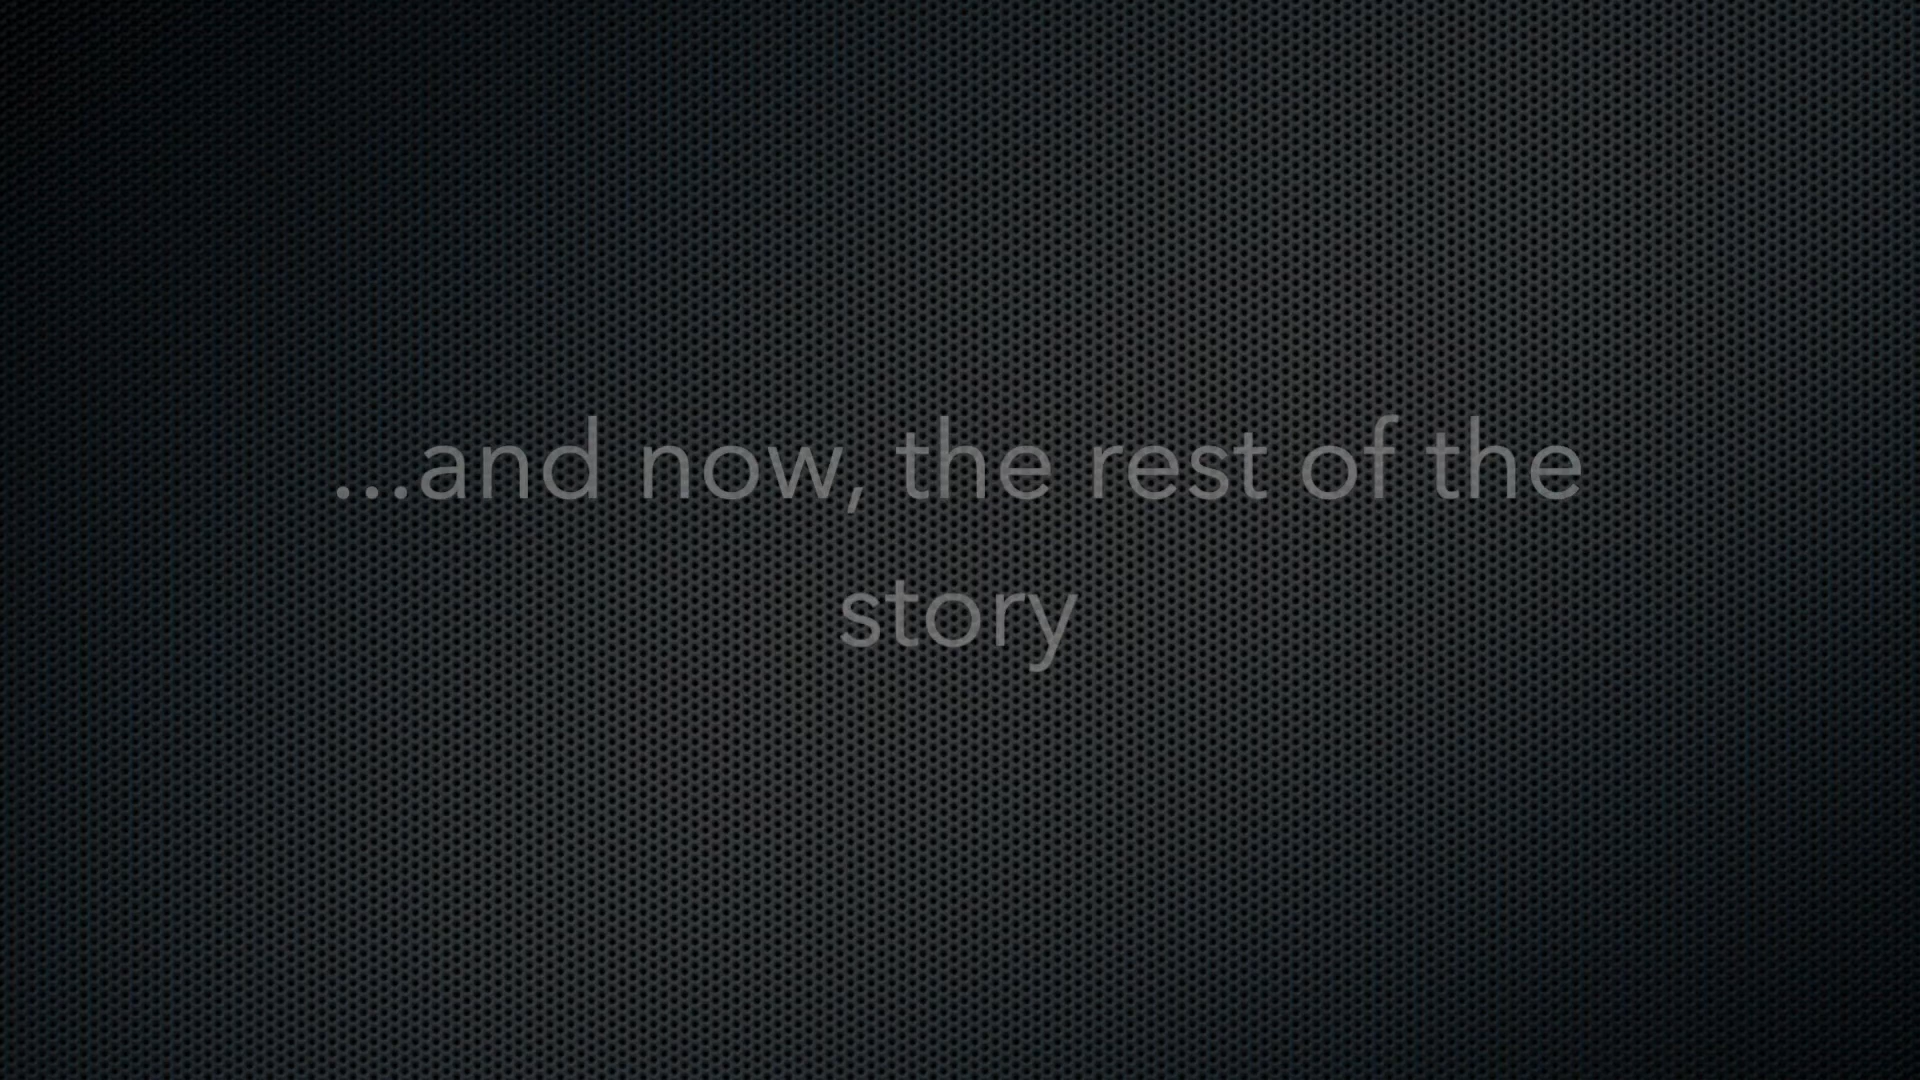 ...and now, the rest of the
story